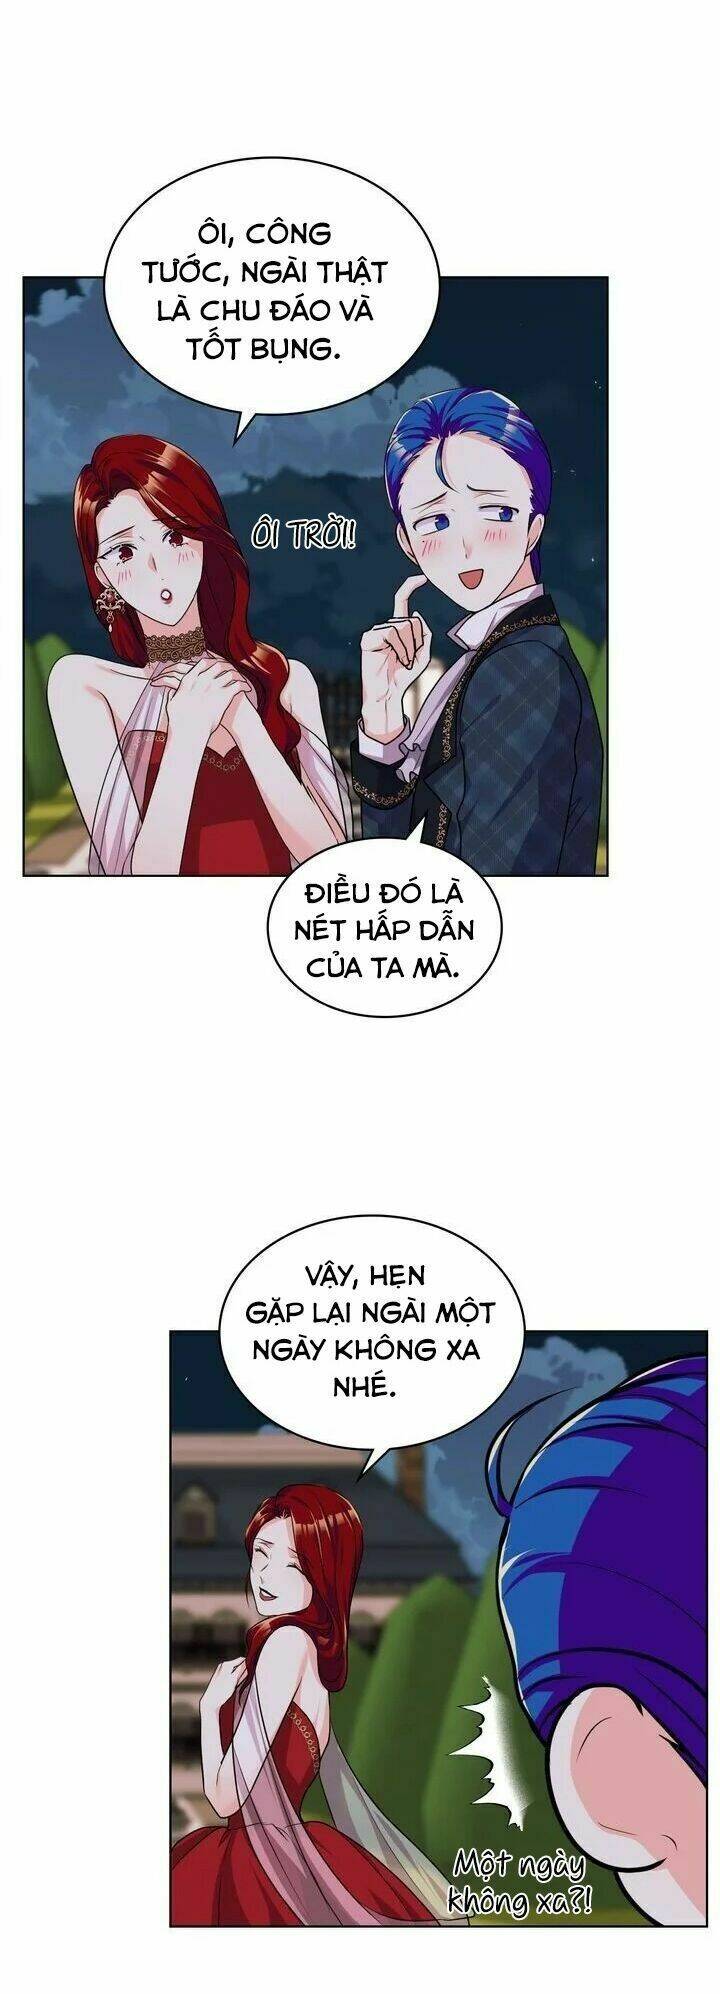 ÔI, CÔNG
TƯỚC, NGÀI THẬT
LÀ CHU ĐÁO VÀ
TỐT BỤNG.
ÔI TRỜI!
ĐIỀU ĐÓ LÀ
NÉT HẤP DẪN
CỦA TA MÀ.
VẬY, HẸN
GẶP LẠI NGÀI MỘT
NGÀY KHÔNG XA
NHÉ.
Một ngày
không xa?!